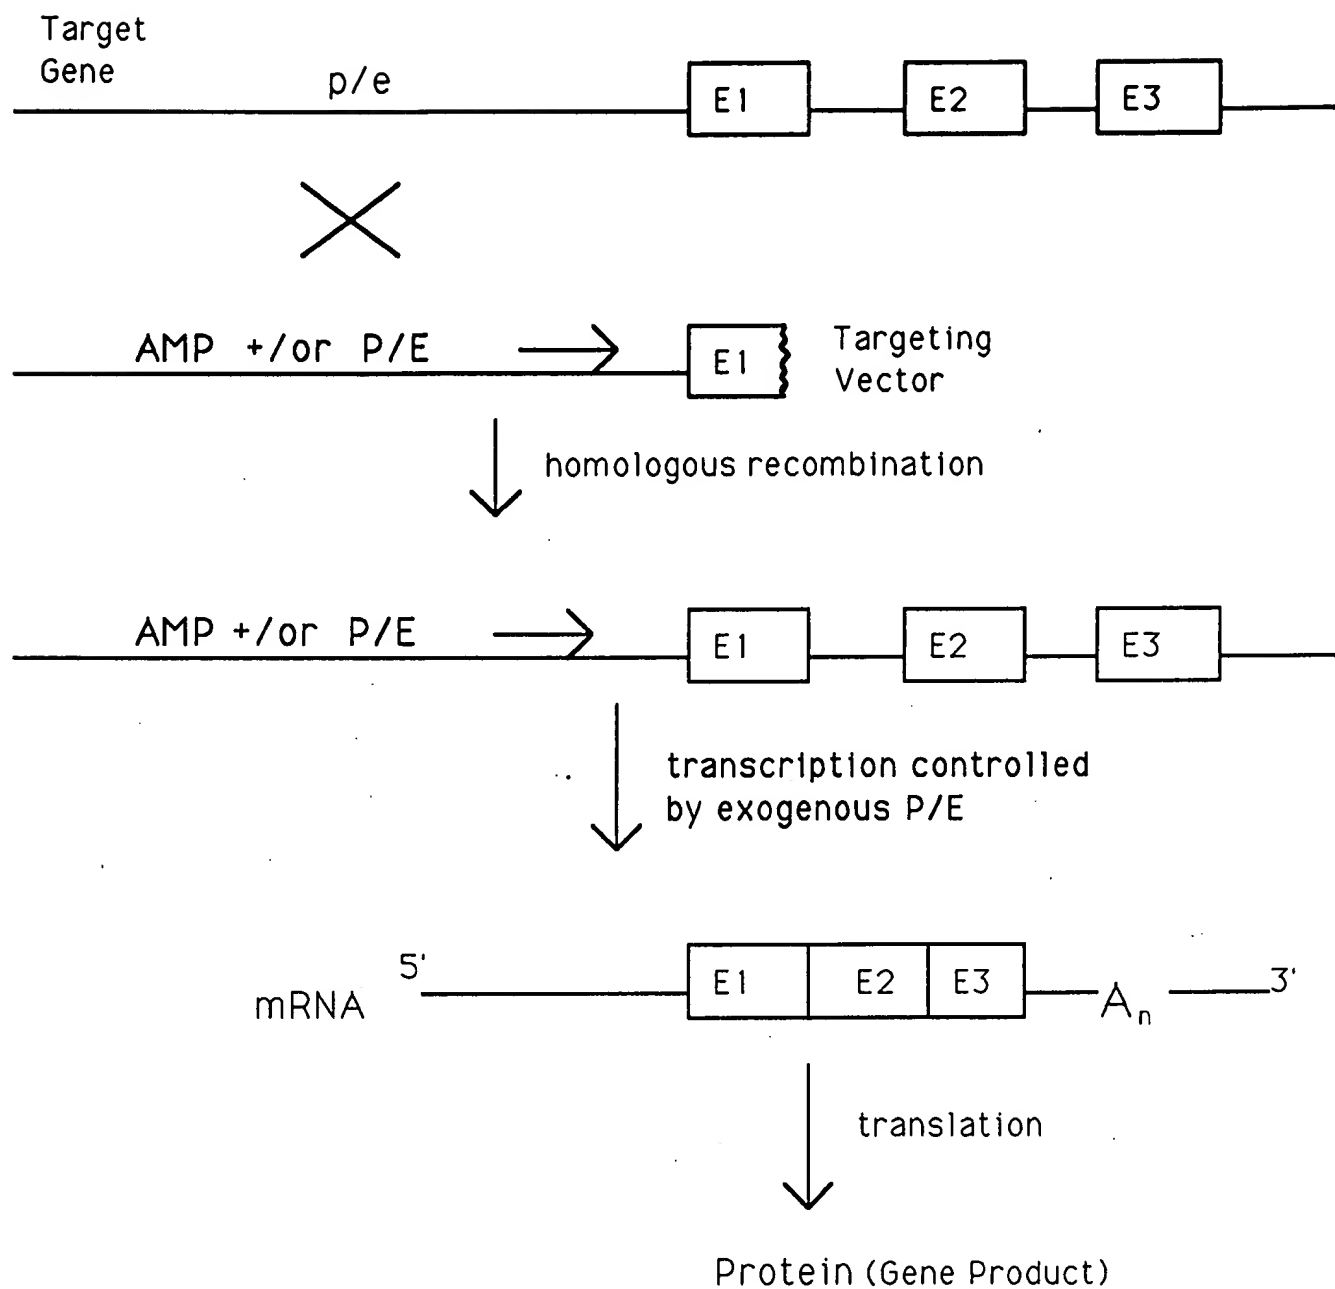 Target
Gene
p/e
E1 E2 E3
AMP +/or P/E
E1
Targeting
Vector
homologous recombination
AMP +/or P/E
E1 E2 E3
transcription controlled
by exogenous P/E
mRNA 5' E1 E2 E3 An 3'
translation
Protein (Gene Product)